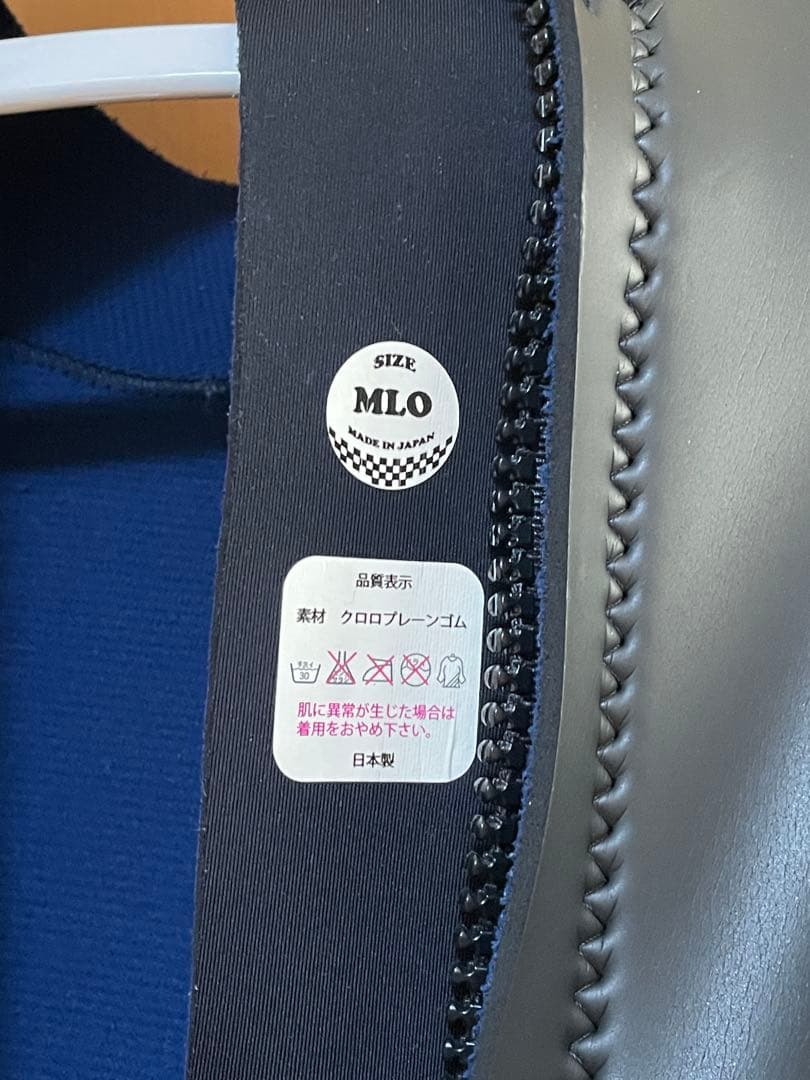 SIZE
MLO
MADE IN JAPAN
品質表示
素材 クロロプレーンゴム
30
肌に異常が生じた場合は
着用をおやめ下さい。
日本製